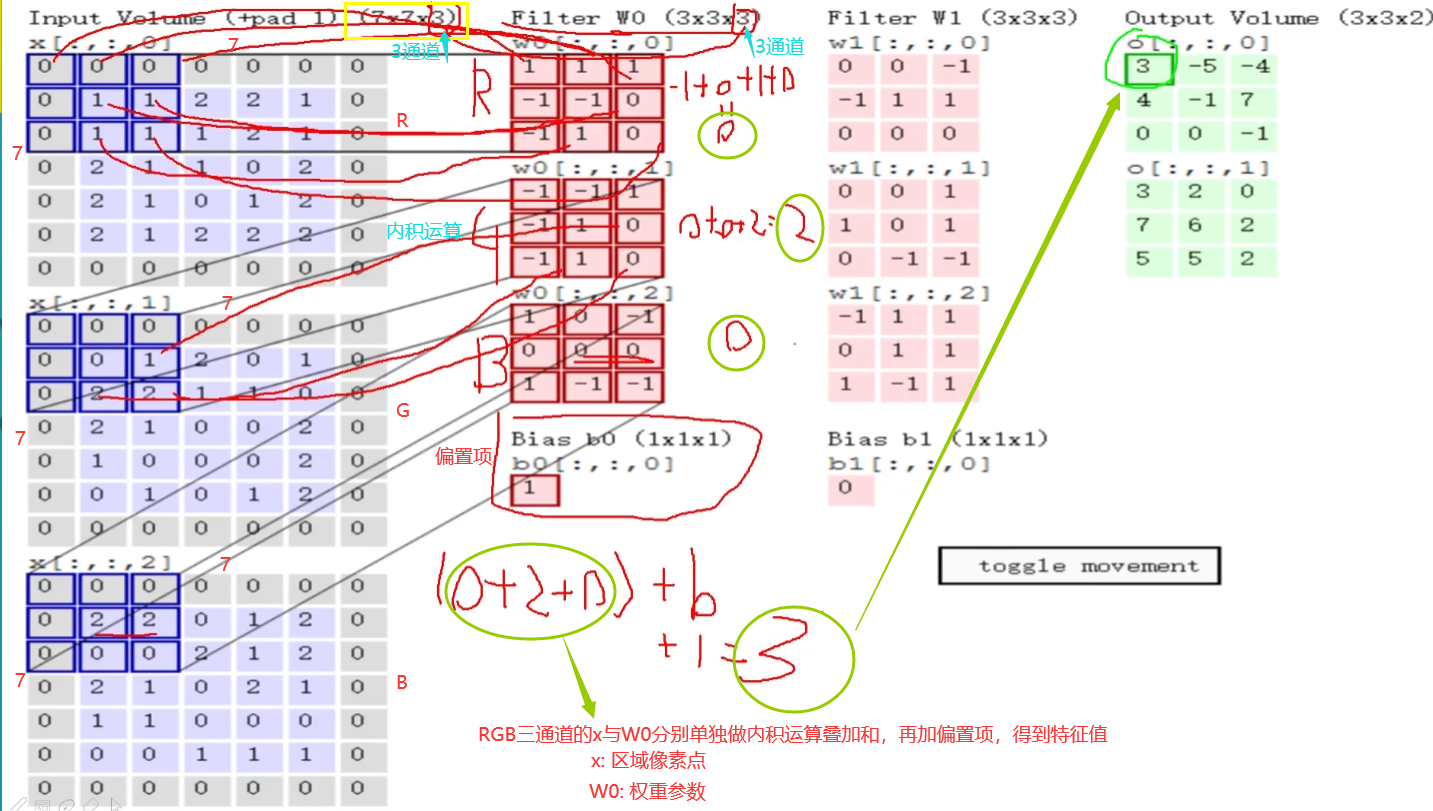 Input Volume (+pad 1) (7x7x3)
x[:,:,0]
7
0 0 0 0 0 0 0
0 1 1 2 2 1 0
0 1 1 1 2 1 0
0 2 1 1 0 2 0
0 2 1 0 1 2 0
0 2 1 2 2 2 0
0 0 0 0 0 0 0
7
R
x[:,:,1]
7
0 0 0 0 0 0 0
0 0 1 2 0 1 0
0 2 2 1 1 0 0
0 2 1 0 0 2 0
0 1 0 0 0 2 0
0 0 1 0 1 2 0
0 0 0 0 0 0 0
7
G
x[:,:,2]
7
0 0 0 0 0 0 0
0 2 2 0 1 2 0
0 0 0 2 1 2 0
0 2 1 0 2 1 0
0 1 1 0 0 0 0
0 0 0 1 1 1 0
0 0 0 0 0 0 0
7
B
3通道
内积运算
Filter W0 (3x3x3)
3通道
w0[:,:,0]
R
1 1 1
-1 -1 0
-1 1 0
-1+0+1+0
=
0
w0[:,:,1]
G
-1 -1 1
-1 1 0
-1 1 0
0+0+2=2
w0[:,:,2]
B
1 0 -1
0 0 0
1 -1 -1
0
偏置项
Bias b0 (1x1x1)
b0[:,:,0]
1
(0+2+0)+b
+1=3
Filter W1 (3x3x3)
w1[:,:,0]
0 0 -1
-1 1 1
0 0 0
w1[:,:,1]
0 0 1
1 0 1
0 -1 -1
w1[:,:,2]
-1 1 1
0 1 1
1 -1 1
Bias b1 (1x1x1)
b1[:,:,0]
0
Output Volume (3x3x2)
o[:,:,0]
3 -5 -4
4 -1 7
0 0 -1
o[:,:,1]
3 2 0
7 6 2
5 5 2
toggle movement
RGB三通道的x与W0分别单独做内积运算叠加和，再加偏置项，得到特征值
x: 区域像素点
W0: 权重参数